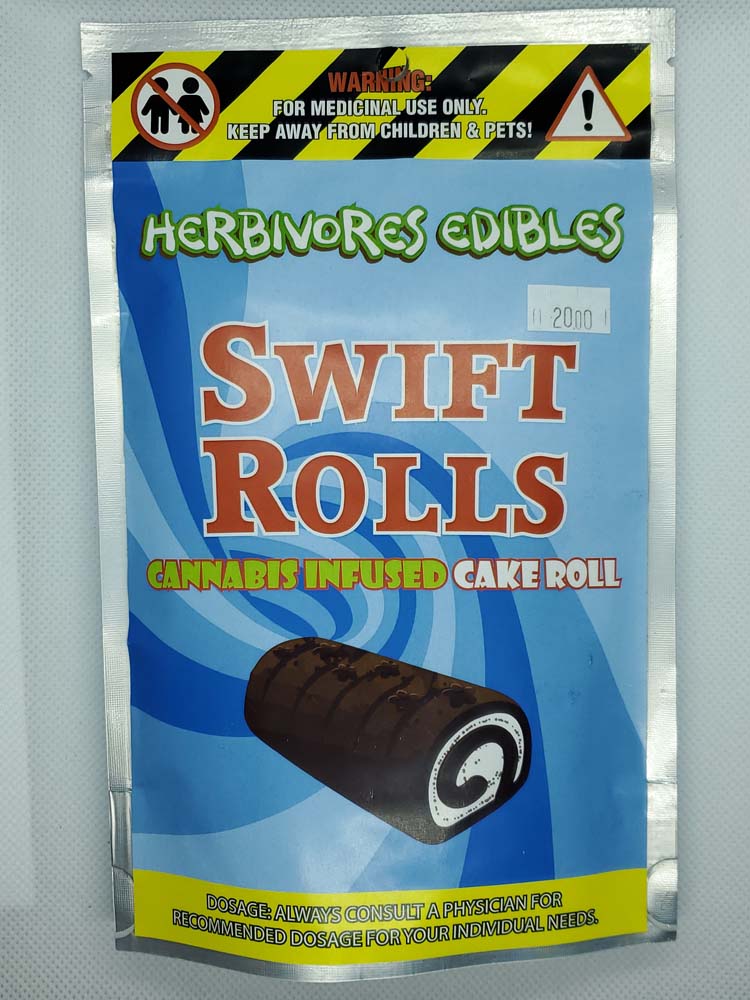 WARNING:
FOR MEDICINAL USE ONLY.
KEEP AWAY FROM CHILDREN & PETS!
HERBIVORES EDIBLES
20.00
SWIFT
ROLLS
CANNABIS INFUSED CAKE ROLL
DOSAGE: ALWAYS CONSULT A PHYSICIAN FOR
RECOMMENDED DOSAGE FOR YOUR INDIVIDUAL NEEDS.